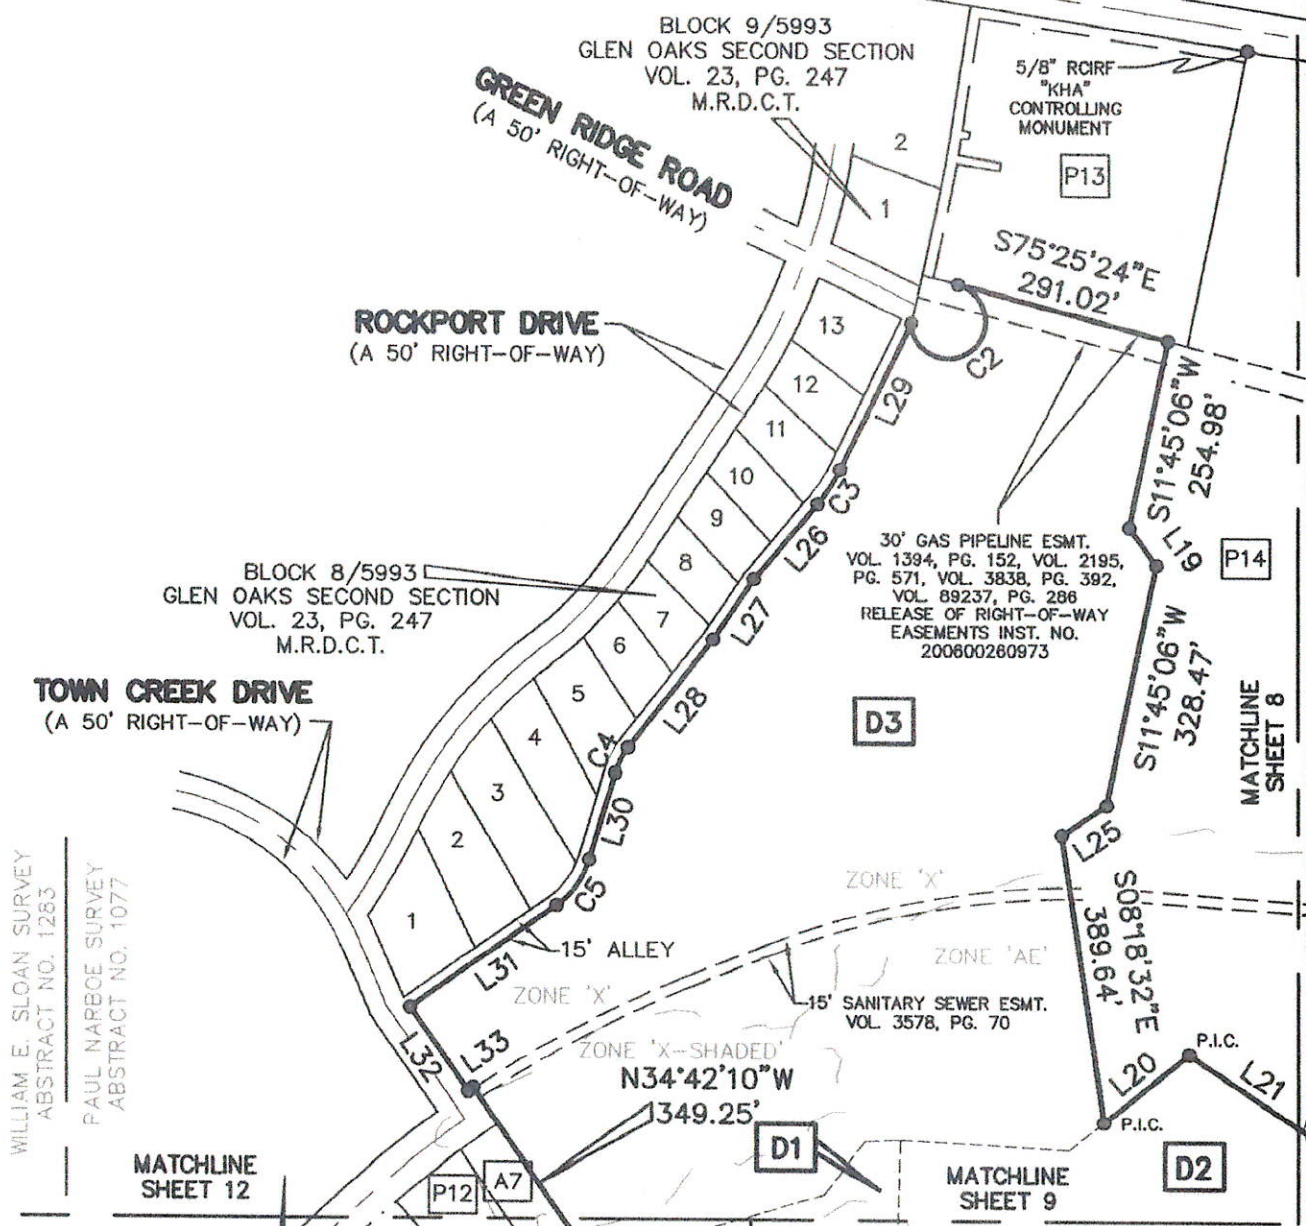 BLOCK 9/5993
GLEN OAKS SECOND SECTION
VOL. 23, PG. 247
M.R.D.C.T.
5/8" RCIRF
"KHA"
CONTROLLING
MONUMENT
P13
GREEN RIDGE ROAD
(A 50' RIGHT-OF-WAY)
2
1
S75°25'24"E
291.02'
ROCKPORT DRIVE
(A 50' RIGHT-OF-WAY)
13
12
11
10
9
8
7
6
5
4
3
2
1
C2
L29
C3
L26
L27
L28
C4
L30
C5
L31
L32
L33
S11°45'06"W
254.98'
L19
P14
30' GAS PIPELINE ESMT.
VOL. 1394, PG. 152, VOL. 2195,
PG. 571, VOL. 3838, PG. 392,
VOL. 89237, PG. 286
RELEASE OF RIGHT-OF-WAY
EASEMENTS INST. NO.
200600260973
BLOCK 8/5993
GLEN OAKS SECOND SECTION
VOL. 23, PG. 247
M.R.D.C.T.
S11°45'06"W
328.47'
MATCHLINE
SHEET 8
TOWN CREEK DRIVE
(A 50' RIGHT-OF-WAY)
D3
L25
WILLIAM E. SLOAN SURVEY
ABSTRACT NO. 1283
PAUL NARBOE SURVEY
ABSTRACT NO. 1077
ZONE 'X'
S08°18'32"E
389.64'
15' ALLEY
ZONE 'AE'
ZONE 'X'
15' SANITARY SEWER ESMT.
VOL. 3578, PG. 70
ZONE 'X-SHADED'
N34°42'10"W
1349.25'
P.I.C.
L20
L21
P.I.C.
D1
D2
MATCHLINE
SHEET 12
P12
A7
MATCHLINE
SHEET 9